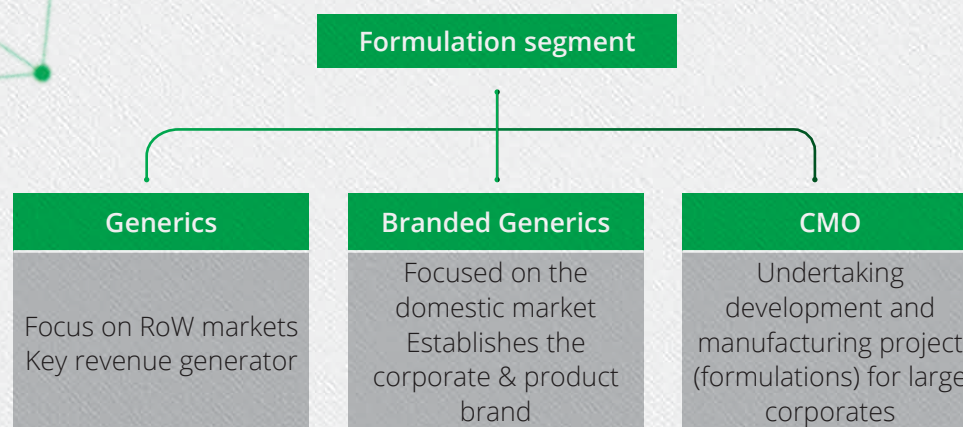 Formulation segment
Generics
Focus on RoW markets
Key revenue generator
Branded Generics
Focused on the
domestic market
Establishes the
corporate & product
brand
CMO
Undertaking
development and
manufacturing project
(formulations) for large
corporates